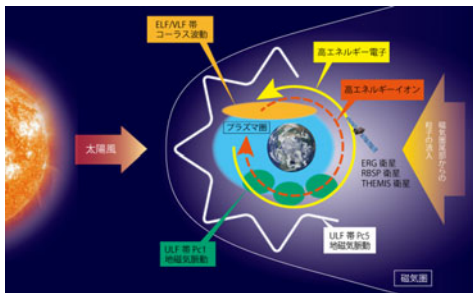 ELF/VLF 帯
コーラス波動
高エネルギー電子
高エネルギーイオン
プラズマ圏
太陽風
磁気圏尾部からの
粒子の流入
ERG 衛星
RBSP 衛星
THEMIS 衛星
ULF 帯 Pc1
地磁気脈動
ULF 帯 Pc5
地磁気脈動
磁気圏